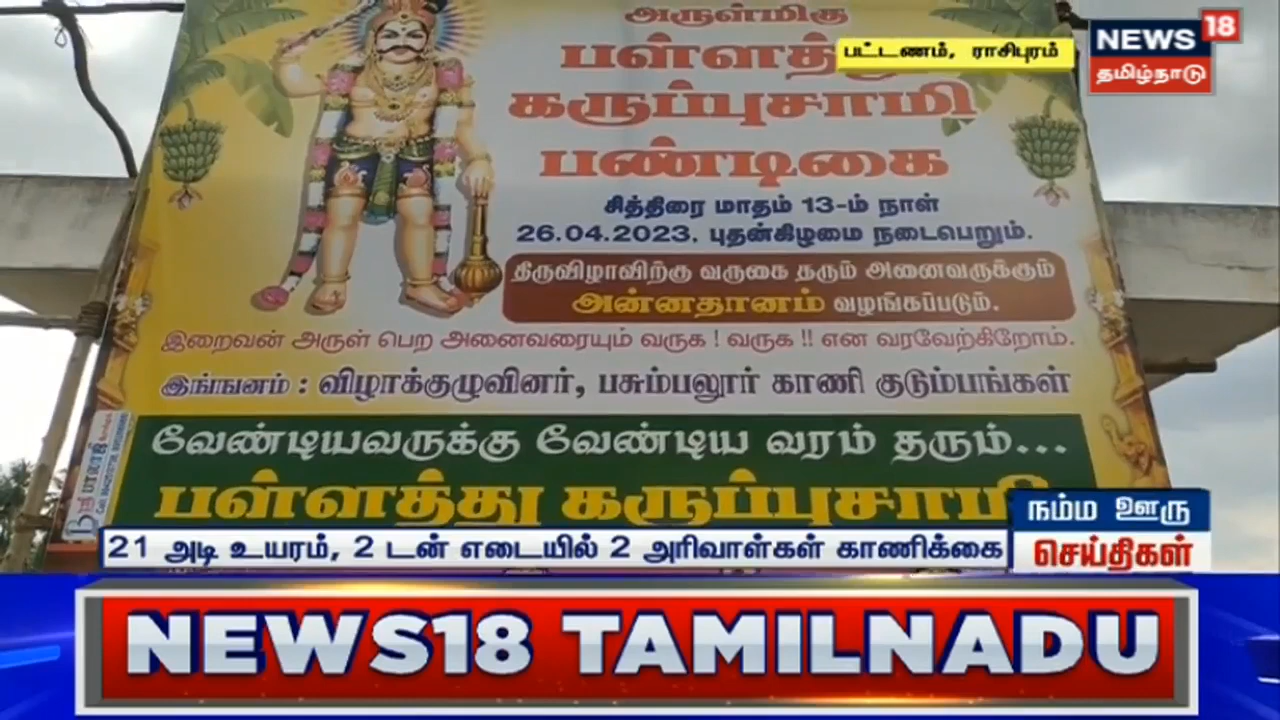 அருள்மிகு
கருப்புசாமி
பண்டிகை
சித்திரை மாதம் 13-ம் நாள்
26.04.2023. புதன்கிழமை நடைபெறும்.
திருவிழாவிற்கு வருகை தரும் அனைவருக்கும்
அன்னதானம் வழங்கப்படும்.
இறைவன் அருள் பெற அனைவரையும் வருக ! வருக !! என வரவேற்கிறோம்.
இங்ஙனம் : விழாக்குழுவினர், பசும்பலூர் காணி குடும்பங்கள்
வேண்டியவருக்கு வேண்டிய வரம் தரும்...
பள்ளத்து கருப்புசாமி
பட்டணம், ராசிபுரம்
NEWS 18
தமிழ்நாடு
நம்ம ஊரு
செய்திகள்
21 அடி உயரம், 2 டன் எடையில் 2 அரிவாள்கள் காணிக்கை
NEWS18 TAMILNADU